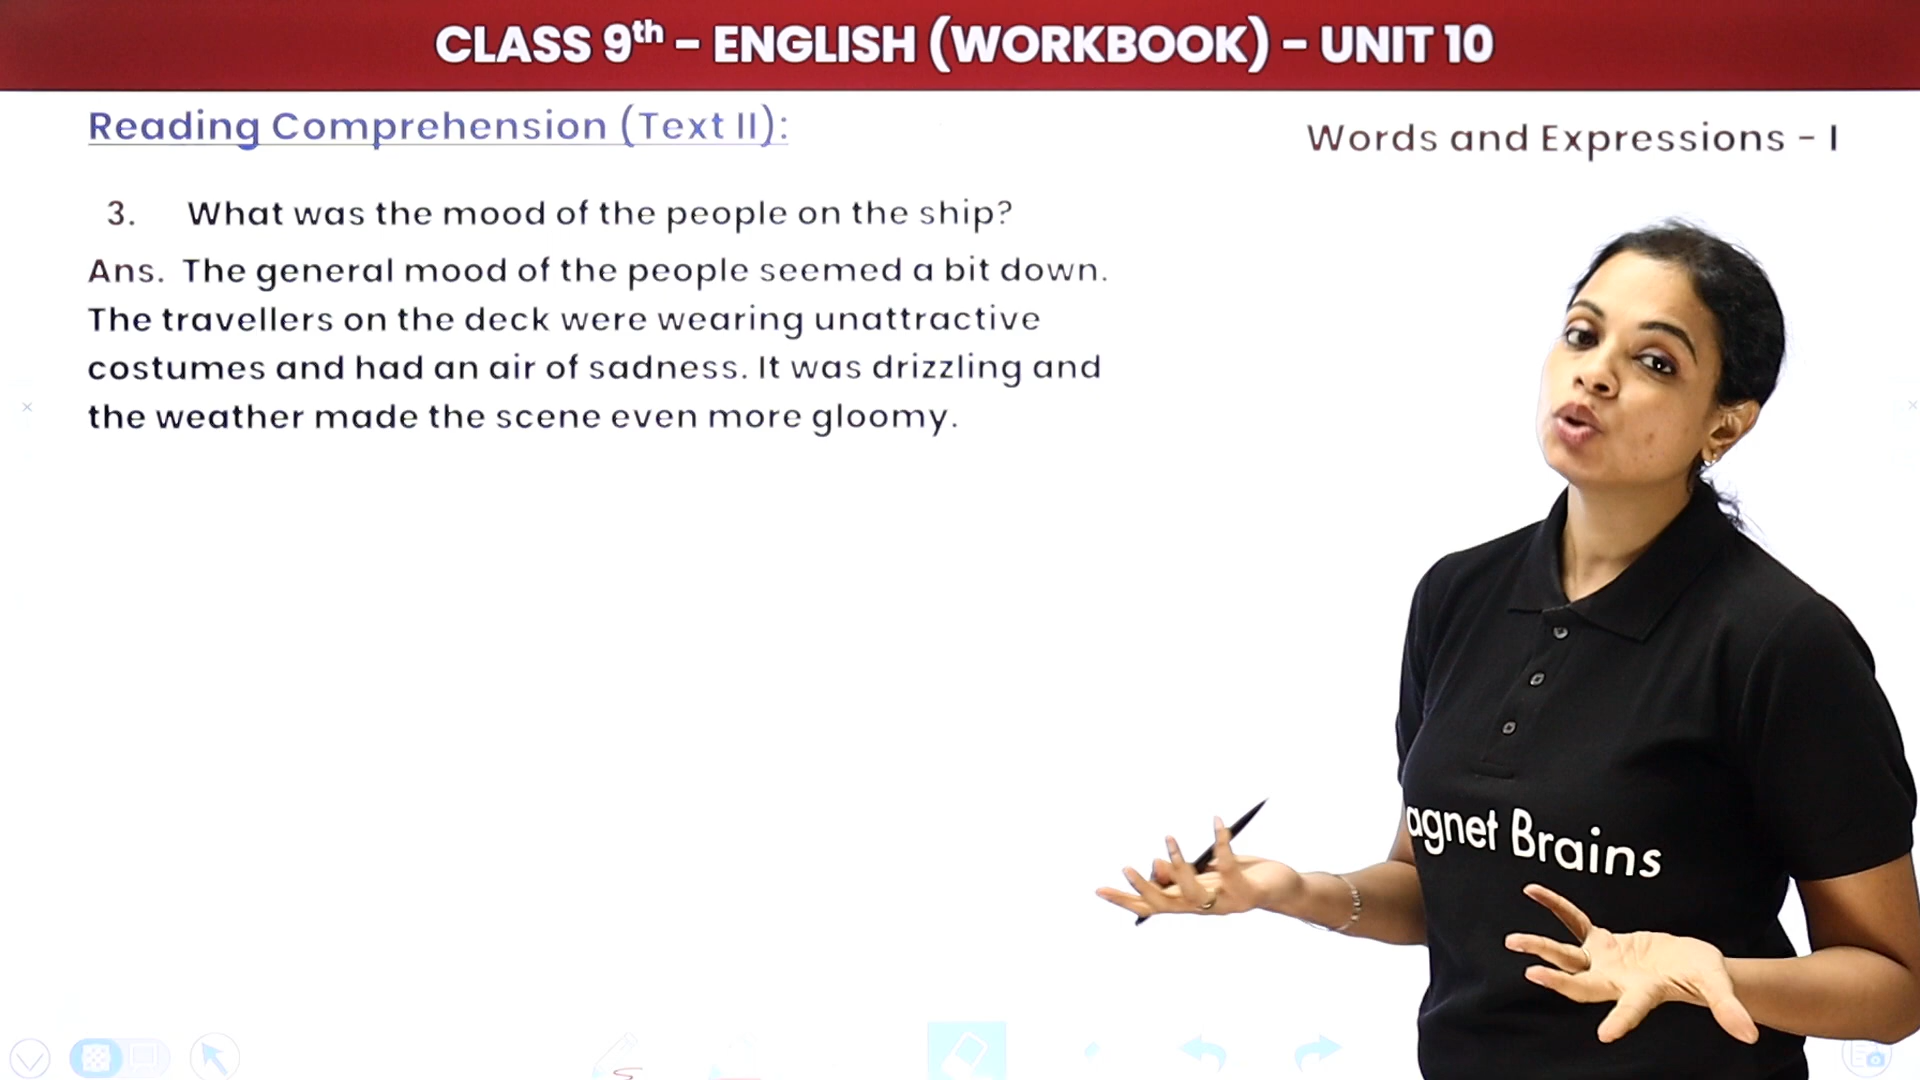 CLASS 9th – ENGLISH (WORKBOOK) – UNIT 10
Reading Comprehension (Text II):
Words and Expressions - I
3. What was the mood of the people on the ship?
Ans. The general mood of the people seemed a bit down.
The travellers on the deck were wearing unattractive
costumes and had an air of sadness. It was drizzling and
the weather made the scene even more gloomy.
agnet Brains